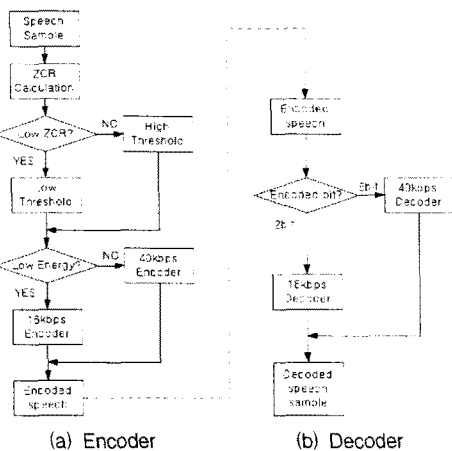 Speech
Sample
ZCR
Calculation
Low ZCR?
NO
High
Threshold
YES
Low
Threshold
Low Energy?
NO
40kbps
Encoder
YES
16kbps
Encoder
Encoded
speech
(a) Encoder
Encoded
speech
Encoded bit?
5bit
40kbps
Decoder
2bit
16kbps
Decoder
Decoded
speech
sample
(b) Decoder